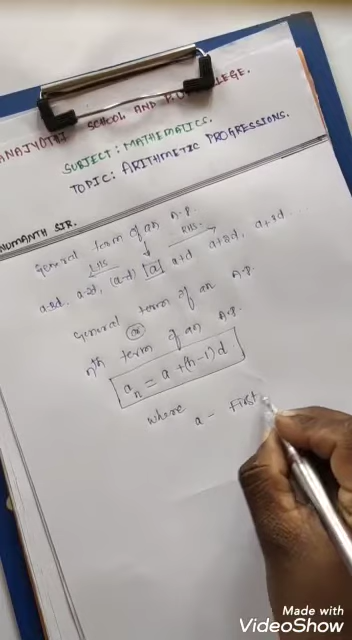 SCHOOL AND P.U COLLEGE.
SUBJECT: MATHEMATICS.
TOPIC: ARITHMETIC PROGRESSIONS.
SIR.
General term of an A.P.
LHS RHS
a-2d, (a-d) a a+d a+2d, a+3d ...
General term of an A.P.
(or)
nth term of an A.P.
an = a + (n-1) d
where
a - First
Made with
VideoShow